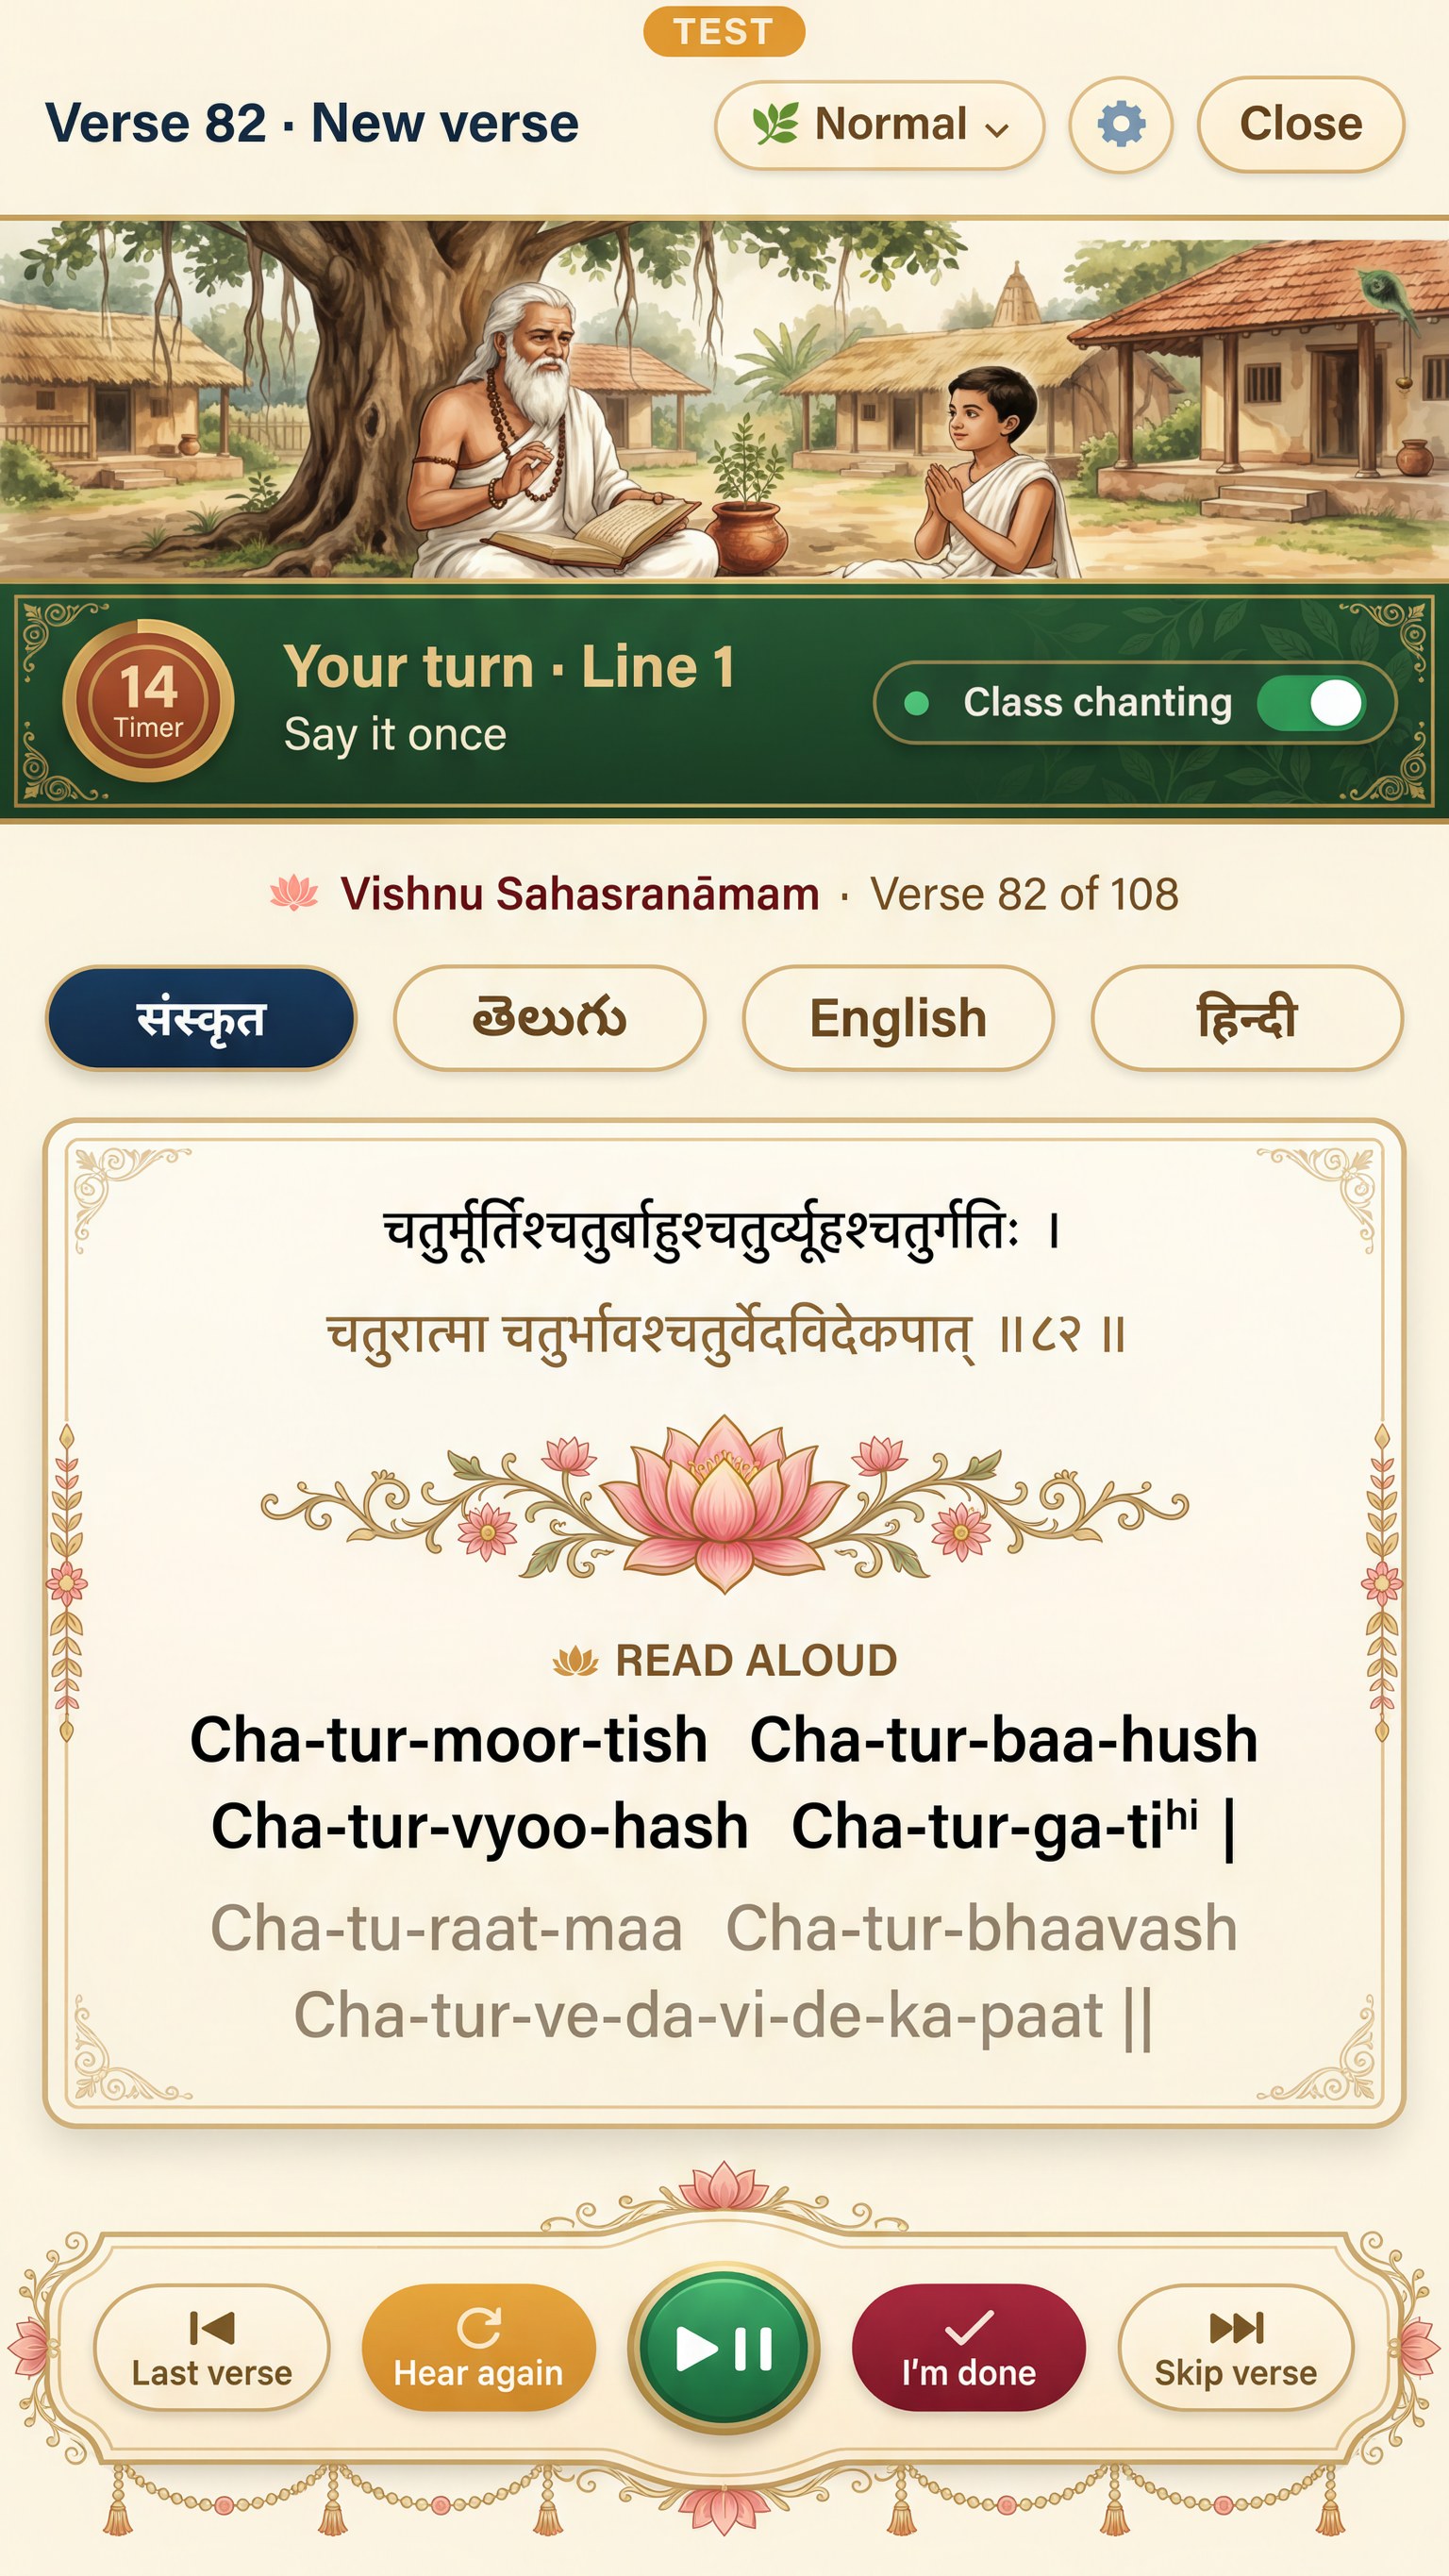 TEST
Verse 82 · New verse
Normal
Close
14
Timer
Your turn · Line 1
Say it once
Class chanting
Vishnu Sahasranāmam · Verse 82 of 108
संस्कृत
తెలుగు
English
हिन्दी
चतुर्मूर्तिश्चतुर्बाहुश्चतुर्व्यूहश्चतुर्गतिः ।
चतुरात्मा चतुर्भावश्चतुर्वेदविदेकपात् ॥८२ ॥
READ ALOUD
Cha-tur-moor-tish Cha-tur-baa-hush
Cha-tur-vyoo-hash Cha-tur-ga-tiʰⁱ |
Cha-tu-raat-maa Cha-tur-bhaavash
Cha-tur-ve-da-vi-de-ka-paat ||
Last verse
Hear again
I'm done
Skip verse